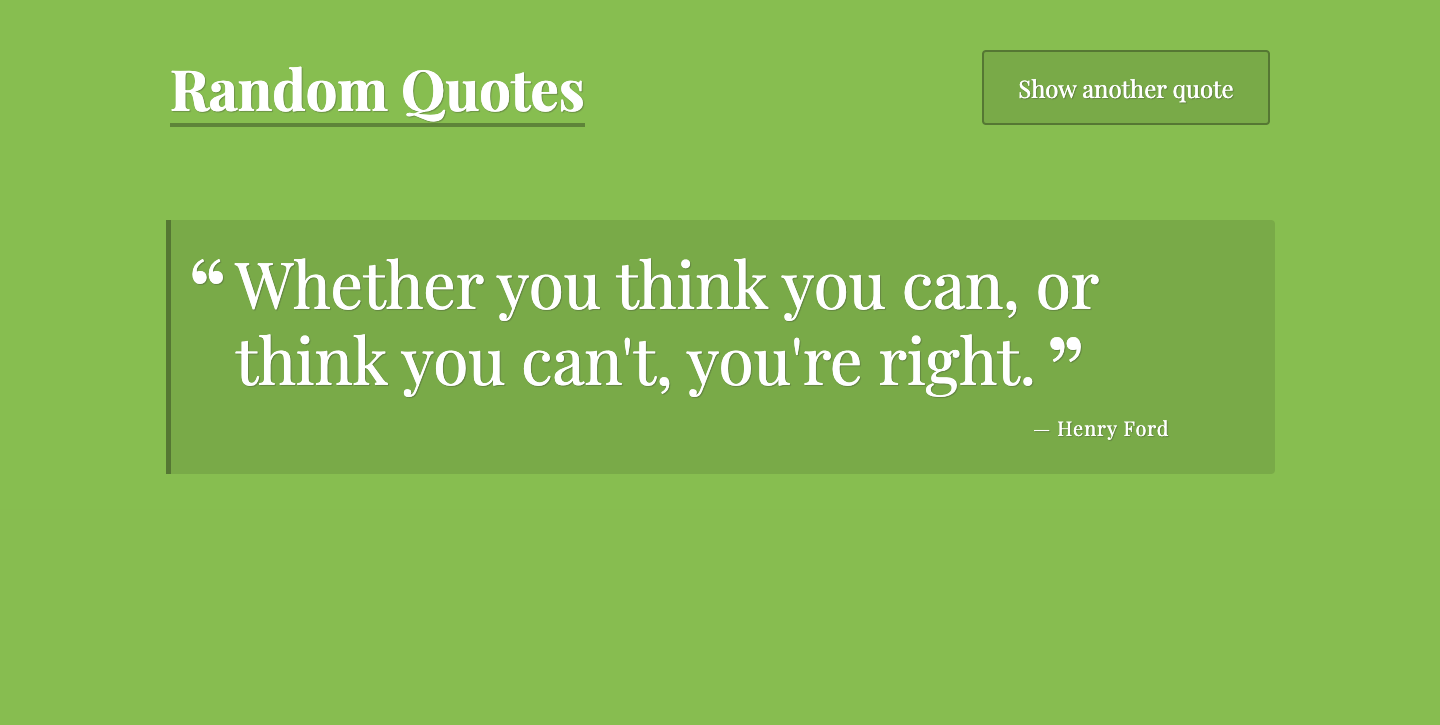 Random Quotes
Show another quote
“ Whether you think you can, or
think you can't, you're right. ”
— Henry Ford